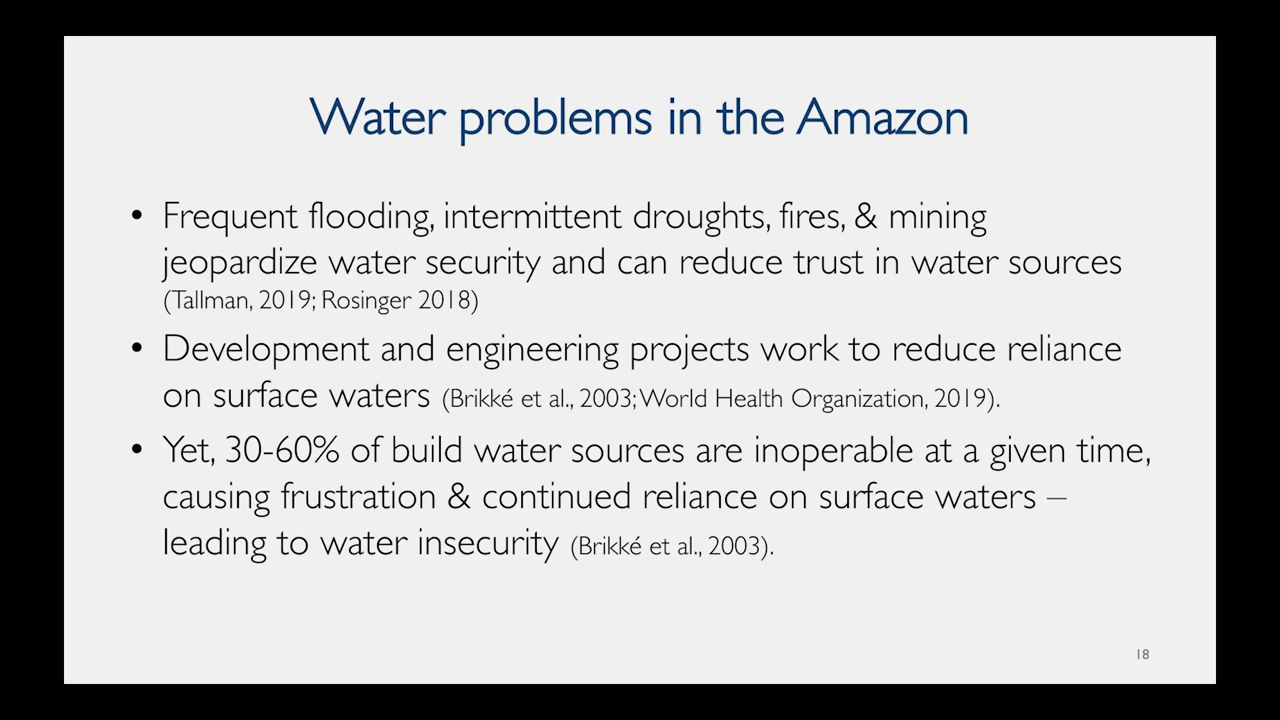 Water problems in the Amazon
• Frequent flooding, intermittent droughts, fires, & mining
jeopardize water security and can reduce trust in water sources
(Tallman, 2019; Rosinger 2018)
• Development and engineering projects work to reduce reliance
on surface waters (Brikké et al., 2003; World Health Organization, 2019).
• Yet, 30-60% of build water sources are inoperable at a given time,
causing frustration & continued reliance on surface waters –
leading to water insecurity (Brikké et al., 2003).
18